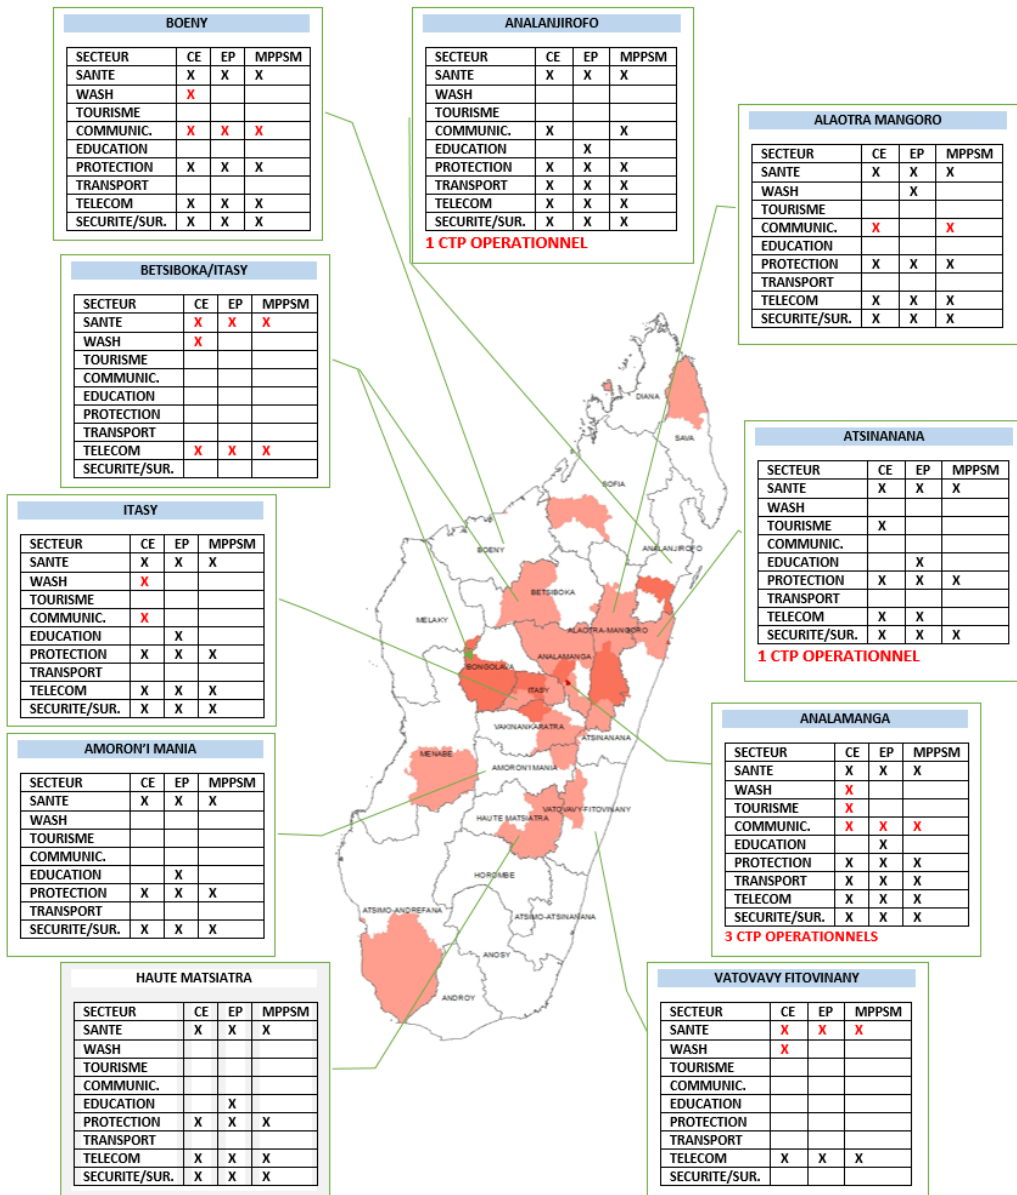 BOENY
SECTEUR CE EP MPPSM
SANTE X X X
WASH X
TOURISME
COMMUNIC. X X X
EDUCATION
PROTECTION X X X
TRANSPORT
TELECOM X X X
SECURITE/SUR. X X X
ANALANJIROFO
SECTEUR CE EP MPPSM
SANTE X X X
WASH
TOURISME
COMMUNIC. X X
EDUCATION X
PROTECTION X X X
TRANSPORT X X X
TELECOM X X X
SECURITE/SUR. X X X
1 CTP OPERATIONNEL
ALAOTRA MANGORO
SECTEUR CE EP MPPSM
SANTE X X X
WASH X
TOURISME
COMMUNIC. X X
EDUCATION
PROTECTION X X X
TRANSPORT
TELECOM X X X
SECURITE/SUR. X X X
BETSIBOKA/ITASY
SECTEUR CE EP MPPSM
SANTE X X X
WASH X
TOURISME
COMMUNIC.
EDUCATION
PROTECTION
TRANSPORT
TELECOM X X X
SECURITE/SUR.
ATSINANANA
SECTEUR CE EP MPPSM
SANTE X X X
WASH
TOURISME X
COMMUNIC.
EDUCATION X
PROTECTION X X X
TRANSPORT
TELECOM X X
SECURITE/SUR. X X X
1 CTP OPERATIONNEL
ITASY
SECTEUR CE EP MPPSM
SANTE X X X
WASH X
TOURISME
COMMUNIC. X
EDUCATION X
PROTECTION X X X
TRANSPORT
TELECOM X X X
SECURITE/SUR. X X X
DIANA
SAVA
SOFIA
ANALANJIROFO
BOENY
BETSIBOKA
MELAKY
ALAOTRA-MANGORO
ANALAMANGA
BONGOLAVA
ITASY
VAKINANKARATRA
ATSINANANA
MENABE
AMORON'I MANIA
VATOVAVY-FITOVINANY
HAUTE MATSIATRA
HOROMBE
ATSIMO-ANDREFANA
ATSIMO-ATSINANANA
ANOSY
ANDROY
ANALAMANGA
SECTEUR CE EP MPPSM
SANTE X X X
WASH X
TOURISME X
COMMUNIC. X X X
EDUCATION X
PROTECTION X X X
TRANSPORT X X X
TELECOM X X X
SECURITE/SUR. X X X
3 CTP OPERATIONNELS
AMORON'I MANIA
SECTEUR CE EP MPPSM
SANTE X X X
WASH
TOURISME
COMMUNIC.
EDUCATION X
PROTECTION X X X
TRANSPORT
SECURITE/SUR. X X X
HAUTE MATSIATRA
SECTEUR CE EP MPPSM
SANTE X X X
WASH
TOURISME
COMMUNIC.
EDUCATION X
PROTECTION X X X
TRANSPORT
TELECOM X X X
SECURITE/SUR. X X X
VATOVAVY FITOVINANY
SECTEUR CE EP MPPSM
SANTE X X X
WASH X
TOURISME
COMMUNIC.
EDUCATION
PROTECTION
TRANSPORT
TELECOM X X X
SECURITE/SUR.